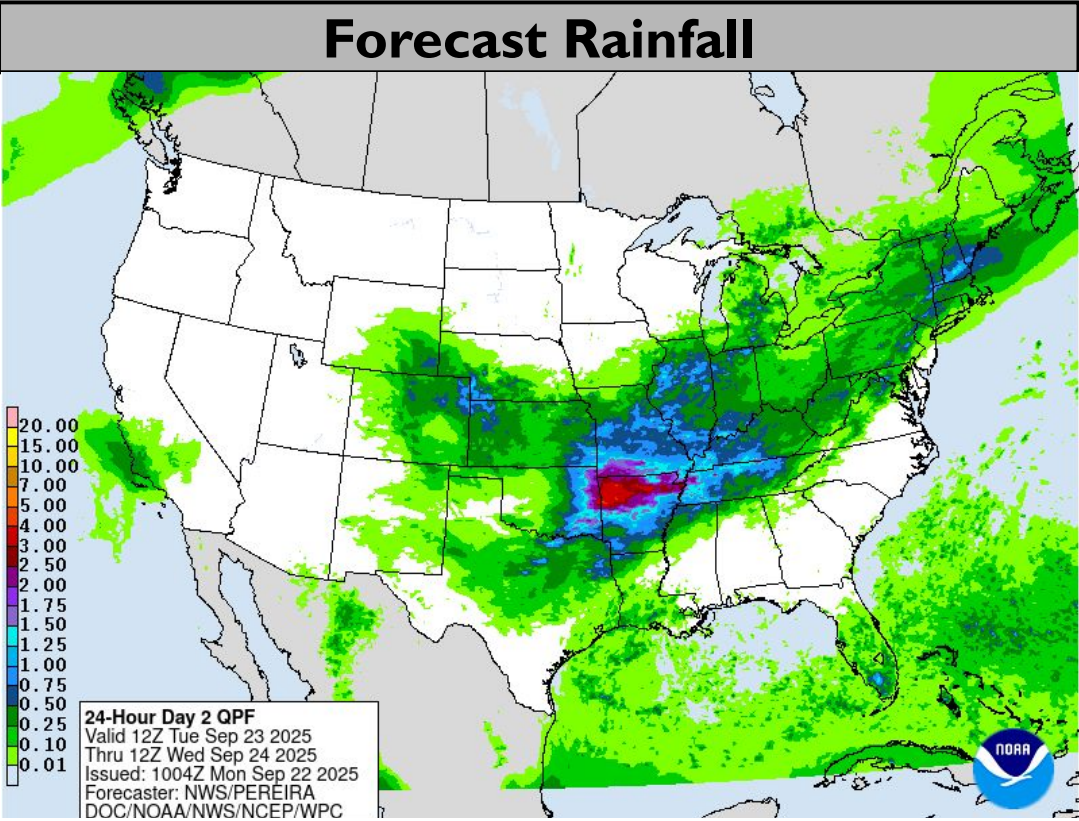 Forecast Rainfall
20.00
15.00
10.00
7.00
5.00
4.00
3.00
2.50
2.00
1.75
1.50
1.25
1.00
0.75
0.50
0.25
0.10
0.01
24-Hour Day 2 QPF
Valid 12Z Tue Sep 23 2025
Thru 12Z Wed Sep 24 2025
Issued: 1004Z Mon Sep 22 2025
Forecaster: NWS/PEREIRA
DOC/NOAA/NWS/NCEP/WPC
NOAA